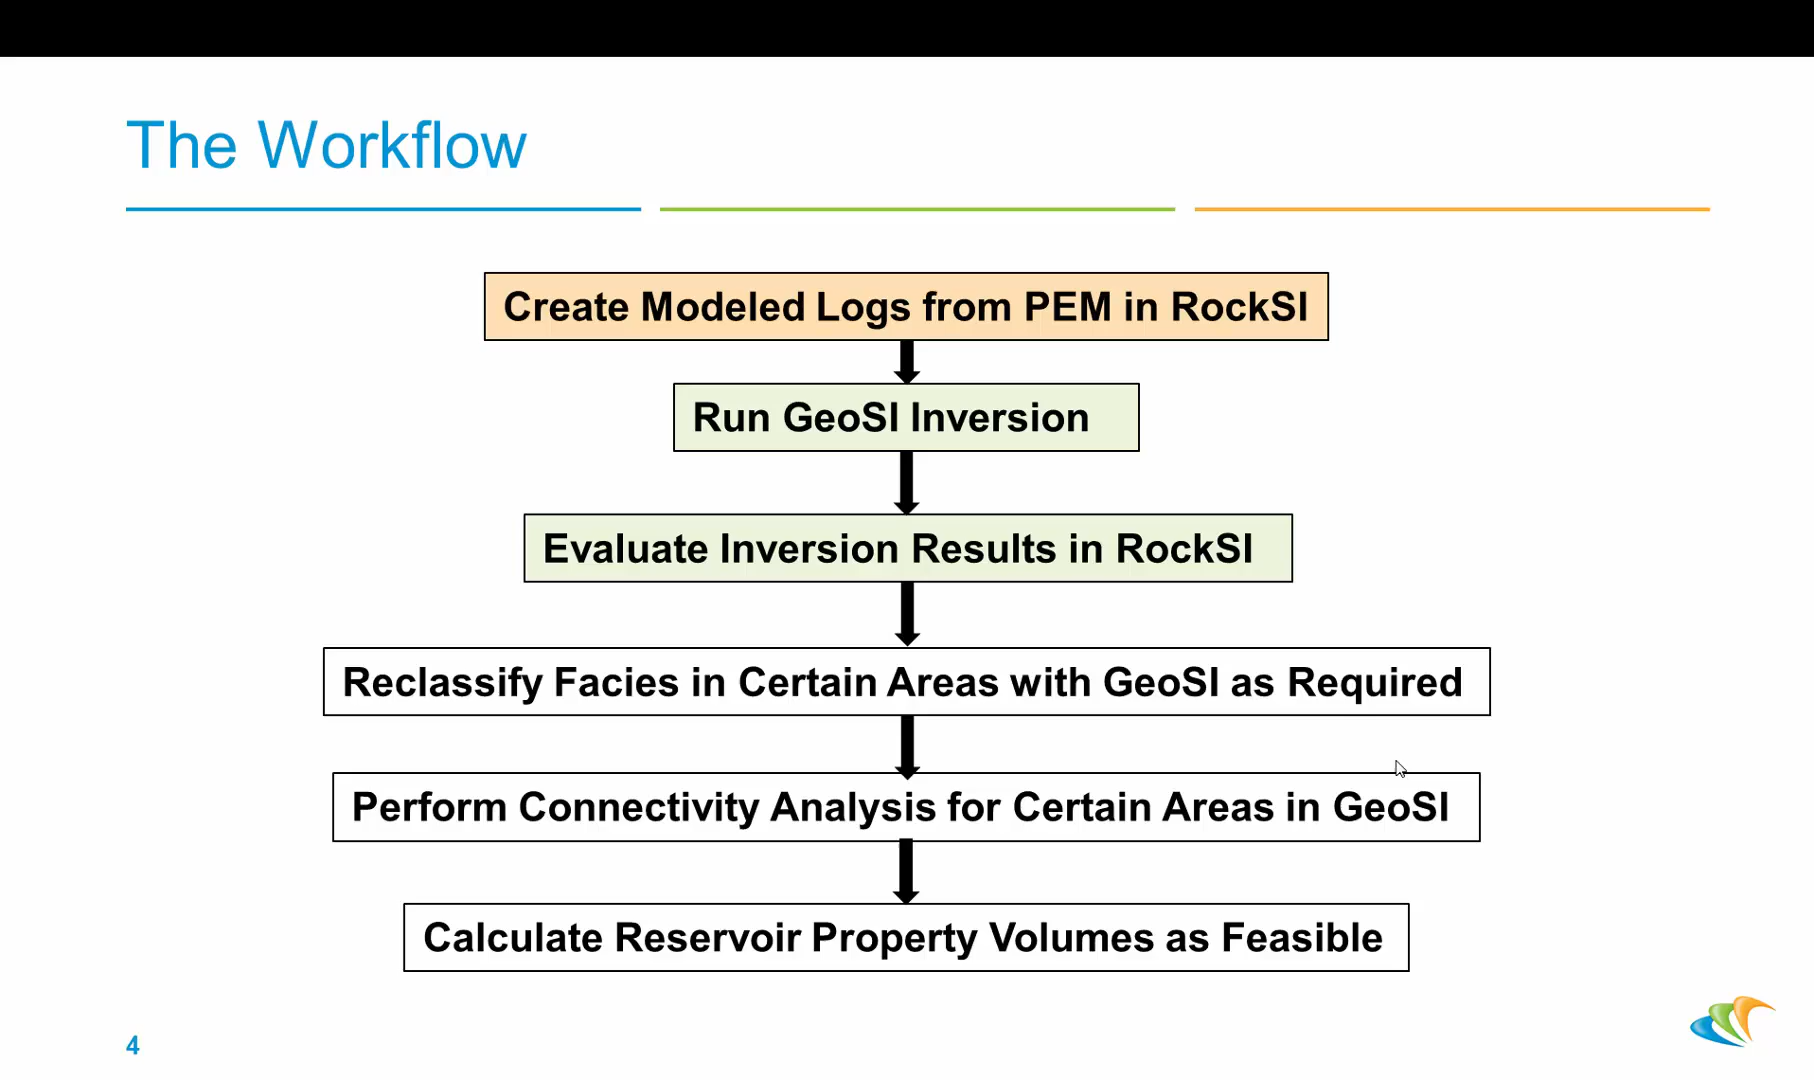 The Workflow
Create Modeled Logs from PEM in RockSI
Run GeoSI Inversion
Evaluate Inversion Results in RockSI
Reclassify Facies in Certain Areas with GeoSI as Required
Perform Connectivity Analysis for Certain Areas in GeoSI
Calculate Reservoir Property Volumes as Feasible
4